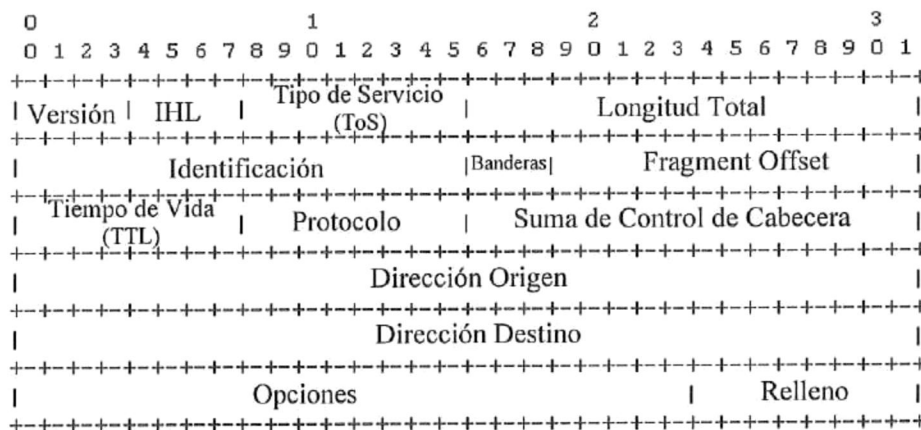 0                   1                   2                   3
0 1 2 3 4 5 6 7 8 9 0 1 2 3 4 5 6 7 8 9 0 1 2 3 4 5 6 7 8 9 0 1
+-+-+-+-+-+-+-+-+-+-+-+-+-+-+-+-+-+-+-+-+-+-+-+-+-+-+-+-+-+-+-+-+
| Versión | IHL | Tipo de Servicio (ToS) | Longitud Total |
+-+-+-+-+-+-+-+-+-+-+-+-+-+-+-+-+-+-+-+-+-+-+-+-+-+-+-+-+-+-+-+-+
| Identificación |Banderas| Fragment Offset |
+-+-+-+-+-+-+-+-+-+-+-+-+-+-+-+-+-+-+-+-+-+-+-+-+-+-+-+-+-+-+-+-+
| Tiempo de Vida (TTL) | Protocolo | Suma de Control de Cabecera |
+-+-+-+-+-+-+-+-+-+-+-+-+-+-+-+-+-+-+-+-+-+-+-+-+-+-+-+-+-+-+-+-+
| Dirección Origen |
+-+-+-+-+-+-+-+-+-+-+-+-+-+-+-+-+-+-+-+-+-+-+-+-+-+-+-+-+-+-+-+-+
| Dirección Destino |
+-+-+-+-+-+-+-+-+-+-+-+-+-+-+-+-+-+-+-+-+-+-+-+-+-+-+-+-+-+-+-+-+
| Opciones | Relleno |
+-+-+-+-+-+-+-+-+-+-+-+-+-+-+-+-+-+-+-+-+-+-+-+-+-+-+-+-+-+-+-+-+